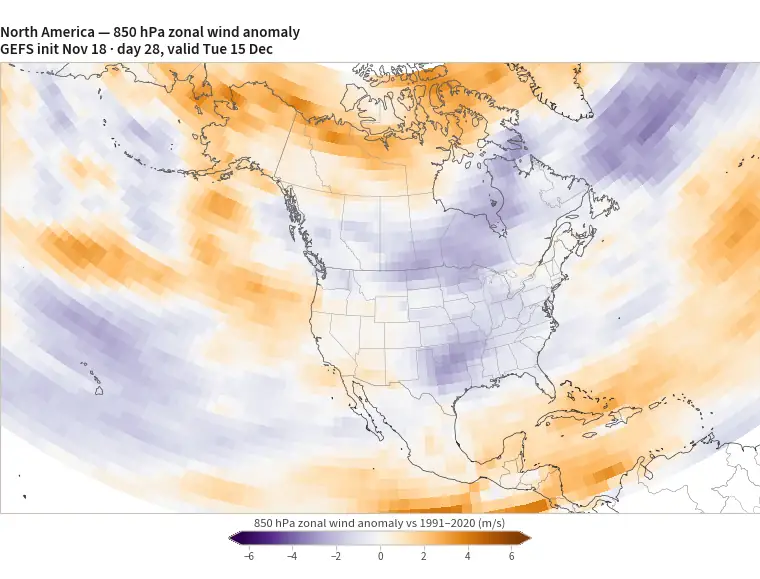 North America — 850 hPa zonal wind anomaly
GEFS init Nov 18 · day 28, valid Tue 15 Dec
850 hPa zonal wind anomaly vs 1991–2020 (m/s)
−6 −4 −2 0 2 4 6